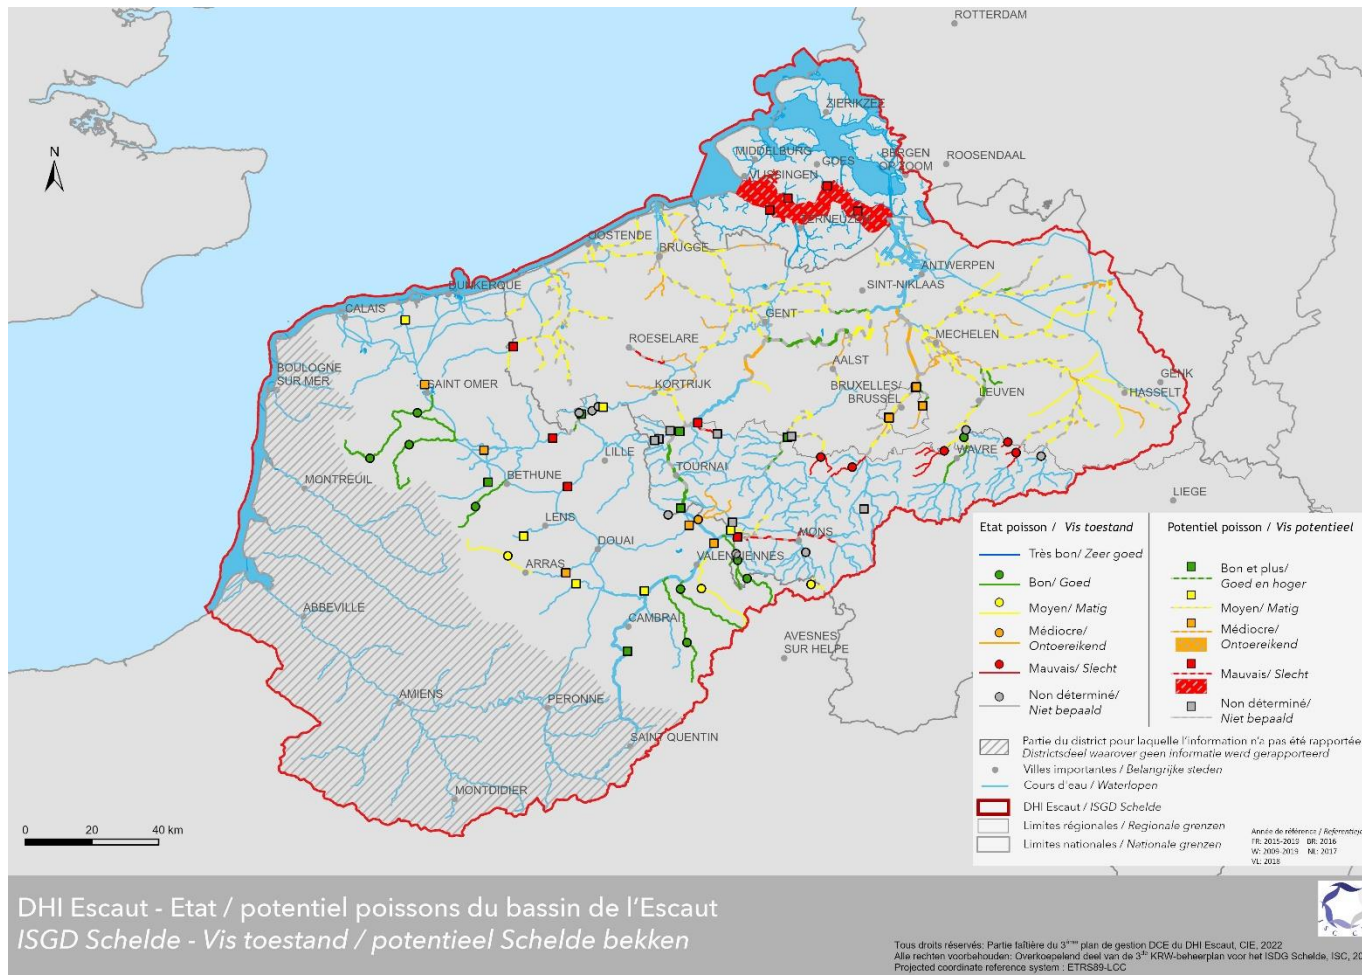 ROTTERDAM
ZIERIKZEE
N
MIDDELBURG
GOES
BERGEN
OP ZOOM
ROOSENDAAL
VLISSINGEN
TERNEUZEN
OOSTENDE
BRUGGE
ANTWERPEN
SINT-NIKLAAS
DUNKERQUE
CALAIS
GENT
MECHELEN
ROESELARE
AALST
BOULOGNE
SUR MER
SAINT OMER
KORTRIJK
BRUXELLES/
BRUSSEL
LEUVEN
GENK
HASSELT
LILLE
WAVRE
TOURNAI
BETHUNE
MONTREUIL
LIEGE
LENS
MONS
DOUAI
VALENCIENNES
ARRAS
ABBEVILLE
CAMBRAI
AVESNES
SUR HELPE
AMIENS
PERONNE
SAINT QUENTIN
MONTDIDIER
0 20 40 km
Etat poisson / Vis toestand
Très bon/ Zeer goed
Bon/ Goed
Moyen/ Matig
Médiocre/
Ontoereikend
Mauvais/ Slecht
Non déterminé/
Niet bepaald
Potentiel poisson / Vis potentieel
Bon et plus/
Goed en hoger
Moyen/ Matig
Médiocre/
Ontoereikend
Mauvais/ Slecht
Non déterminé/
Niet bepaald
Partie du district pour laquelle l'information n'a pas été rapportée
Districtsdeel waarover geen informatie werd gerapporteerd
Villes importantes / Belangrijke steden
Cours d'eau / Waterlopen
DHI Escaut / ISGD Schelde
Limites régionales / Regionale grenzen
Limites nationales / Nationale grenzen
Année de référence /
FR: 2015-2019 BR: 2016
W: 2009-2019 NL: 2017
VL: 2018
DHI Escaut - Etat / potentiel poissons du bassin de l'Escaut
ISGD Schelde - Vis toestand / potentieel Schelde bekken
Tous droits réservés: Partie faîtière du 3ème plan de gestion DCE du DHI Escaut, CIE, 2022
Alle rechten voorbehouden: Overkoepelend deel van de 3de KRW-beheerplan voor het ISDG Schelde, ISC, 20
Projected coordinate reference system : ETRS89-LCC